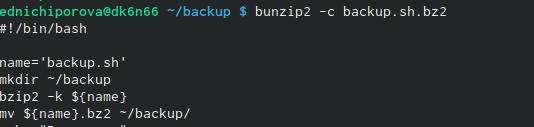 ednichiporova@dk6n66 ~/backup $ bunzip2 -c backup.sh.bz2
#!/bin/bash
name='backup.sh'
mkdir ~/backup
bzip2 -k ${name}
mv ${name}.bz2 ~/backup/